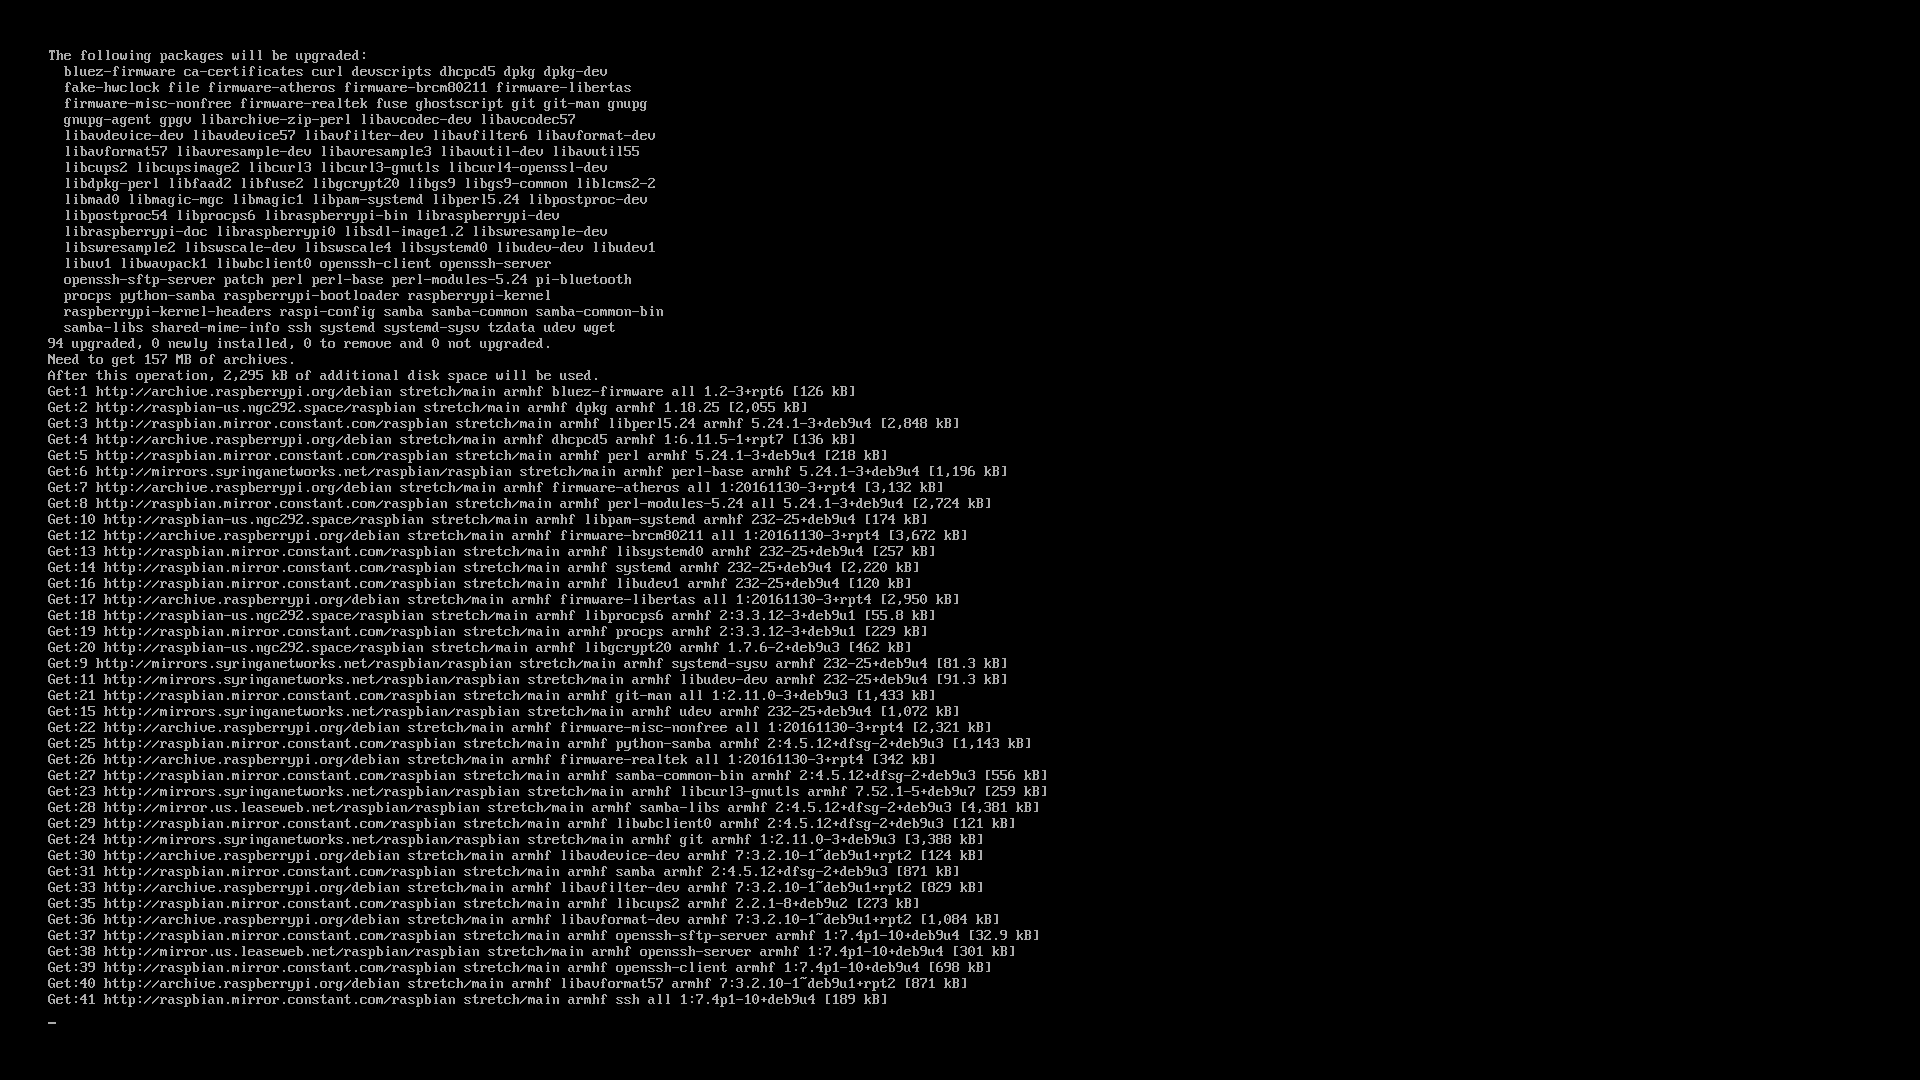 The following packages will be upgraded:
  bluez-firmware ca-certificates curl devscripts dhcpcd5 dpkg dpkg-dev
  fake-hwclock file firmware-atheros firmware-brcm80211 firmware-libertas
  firmware-misc-nonfree firmware-realtek fuse ghostscript git git-man gnupg
  gnupg-agent gpgv libarchive-zip-perl libavcodec-dev libavcodec57
  libavdevice-dev libavdevice57 libavfilter-dev libavfilter6 libavformat-dev
  libavformat57 libavresample-dev libavresample3 libavutil-dev libavutil55
  libcups2 libcupsimage2 libcurl3 libcurl3-gnutls libcurl4-openssl-dev
  libdpkg-perl libfaad2 libfuse2 libgcrypt20 libgs9 libgs9-common liblcms2-2
  libmad0 libmagic-mgc libmagic1 libpam-systemd libperl5.24 libpostproc-dev
  libpostproc54 libprocps6 libraspberrypi-bin libraspberrypi-dev
  libraspberrypi-doc libraspberrypi0 libsdl-image1.2 libswresample-dev
  libswresample2 libswscale-dev libswscale4 libsystemd0 libudev-dev libudev1
  libuv1 libwavpack1 libwbclient0 openssh-client openssh-server
  openssh-sftp-server patch perl perl-base perl-modules-5.24 pi-bluetooth
  procps python-samba raspberrypi-bootloader raspberrypi-kernel
  raspberrypi-kernel-headers raspi-config samba samba-common samba-common-bin
  samba-libs shared-mime-info ssh systemd systemd-sysv tzdata udev wget
94 upgraded, 0 newly installed, 0 to remove and 0 not upgraded.
Need to get 157 MB of archives.
After this operation, 2,295 kB of additional disk space will be used.
Get:1 http://archive.raspberrypi.org/debian stretch/main armhf bluez-firmware all 1.2-3+rpt6 [126 kB]
Get:2 http://raspbian-us.ngc292.space/raspbian stretch/main armhf dpkg armhf 1.18.25 [2,055 kB]
Get:3 http://raspbian.mirror.constant.com/raspbian stretch/main armhf libperl5.24 armhf 5.24.1-3+deb9u4 [2,848 kB]
Get:4 http://archive.raspberrypi.org/debian stretch/main armhf dhcpcd5 armhf 1:6.11.5-1+rpt7 [136 kB]
Get:5 http://raspbian.mirror.constant.com/raspbian stretch/main armhf perl armhf 5.24.1-3+deb9u4 [218 kB]
Get:6 http://mirrors.syringanetworks.net/raspbian/raspbian stretch/main armhf perl-base armhf 5.24.1-3+deb9u4 [1,196 kB]
Get:7 http://archive.raspberrypi.org/debian stretch/main armhf firmware-atheros all 1:20161130-3+rpt4 [3,132 kB]
Get:8 http://raspbian.mirror.constant.com/raspbian stretch/main armhf perl-modules-5.24 all 5.24.1-3+deb9u4 [2,724 kB]
Get:10 http://raspbian-us.ngc292.space/raspbian stretch/main armhf libpam-systemd armhf 232-25+deb9u4 [174 kB]
Get:12 http://archive.raspberrypi.org/debian stretch/main armhf firmware-brcm80211 all 1:20161130-3+rpt4 [3,672 kB]
Get:13 http://raspbian.mirror.constant.com/raspbian stretch/main armhf libsystemd0 armhf 232-25+deb9u4 [257 kB]
Get:14 http://raspbian.mirror.constant.com/raspbian stretch/main armhf systemd armhf 232-25+deb9u4 [2,220 kB]
Get:16 http://raspbian.mirror.constant.com/raspbian stretch/main armhf libudev1 armhf 232-25+deb9u4 [120 kB]
Get:17 http://archive.raspberrypi.org/debian stretch/main armhf firmware-libertas all 1:20161130-3+rpt4 [2,950 kB]
Get:18 http://raspbian-us.ngc292.space/raspbian stretch/main armhf libprocps6 armhf 2:3.3.12-3+deb9u1 [55.8 kB]
Get:19 http://raspbian.mirror.constant.com/raspbian stretch/main armhf procps armhf 2:3.3.12-3+deb9u1 [229 kB]
Get:20 http://raspbian-us.ngc292.space/raspbian stretch/main armhf libgcrypt20 armhf 1.7.6-2+deb9u3 [462 kB]
Get:9 http://mirrors.syringanetworks.net/raspbian/raspbian stretch/main armhf systemd-sysv armhf 232-25+deb9u4 [81.3 kB]
Get:11 http://mirrors.syringanetworks.net/raspbian/raspbian stretch/main armhf libudev-dev armhf 232-25+deb9u4 [91.3 kB]
Get:21 http://raspbian.mirror.constant.com/raspbian stretch/main armhf git-man all 1:2.11.0-3+deb9u3 [1,433 kB]
Get:15 http://mirrors.syringanetworks.net/raspbian/raspbian stretch/main armhf udev armhf 232-25+deb9u4 [1,072 kB]
Get:22 http://archive.raspberrypi.org/debian stretch/main armhf firmware-misc-nonfree all 1:20161130-3+rpt4 [2,321 kB]
Get:25 http://raspbian.mirror.constant.com/raspbian stretch/main armhf python-samba armhf 2:4.5.12+dfsg-2+deb9u3 [1,143 kB]
Get:26 http://archive.raspberrypi.org/debian stretch/main armhf firmware-realtek all 1:20161130-3+rpt4 [342 kB]
Get:27 http://raspbian.mirror.constant.com/raspbian stretch/main armhf samba-common-bin armhf 2:4.5.12+dfsg-2+deb9u3 [556 kB]
Get:23 http://mirrors.syringanetworks.net/raspbian/raspbian stretch/main armhf libcurl3-gnutls armhf 7.52.1-5+deb9u7 [259 kB]
Get:28 http://mirror.us.leaseweb.net/raspbian/raspbian stretch/main armhf samba-libs armhf 2:4.5.12+dfsg-2+deb9u3 [4,381 kB]
Get:29 http://raspbian.mirror.constant.com/raspbian stretch/main armhf libwbclient0 armhf 2:4.5.12+dfsg-2+deb9u3 [121 kB]
Get:24 http://mirrors.syringanetworks.net/raspbian/raspbian stretch/main armhf git armhf 1:2.11.0-3+deb9u3 [3,388 kB]
Get:30 http://archive.raspberrypi.org/debian stretch/main armhf libavdevice-dev armhf 7:3.2.10-1~deb9u1+rpt2 [124 kB]
Get:31 http://raspbian.mirror.constant.com/raspbian stretch/main armhf samba armhf 2:4.5.12+dfsg-2+deb9u3 [871 kB]
Get:33 http://archive.raspberrypi.org/debian stretch/main armhf libavfilter-dev armhf 7:3.2.10-1~deb9u1+rpt2 [829 kB]
Get:35 http://raspbian.mirror.constant.com/raspbian stretch/main armhf libcups2 armhf 2.2.1-8+deb9u2 [273 kB]
Get:36 http://archive.raspberrypi.org/debian stretch/main armhf libavformat-dev armhf 7:3.2.10-1~deb9u1+rpt2 [1,084 kB]
Get:37 http://raspbian.mirror.constant.com/raspbian stretch/main armhf openssh-sftp-server armhf 1:7.4p1-10+deb9u4 [32.9 kB]
Get:38 http://mirror.us.leaseweb.net/raspbian/raspbian stretch/main armhf openssh-server armhf 1:7.4p1-10+deb9u4 [301 kB]
Get:39 http://raspbian.mirror.constant.com/raspbian stretch/main armhf openssh-client armhf 1:7.4p1-10+deb9u4 [698 kB]
Get:40 http://archive.raspberrypi.org/debian stretch/main armhf libavformat57 armhf 7:3.2.10-1~deb9u1+rpt2 [871 kB]
Get:41 http://raspbian.mirror.constant.com/raspbian stretch/main armhf ssh all 1:7.4p1-10+deb9u4 [189 kB]